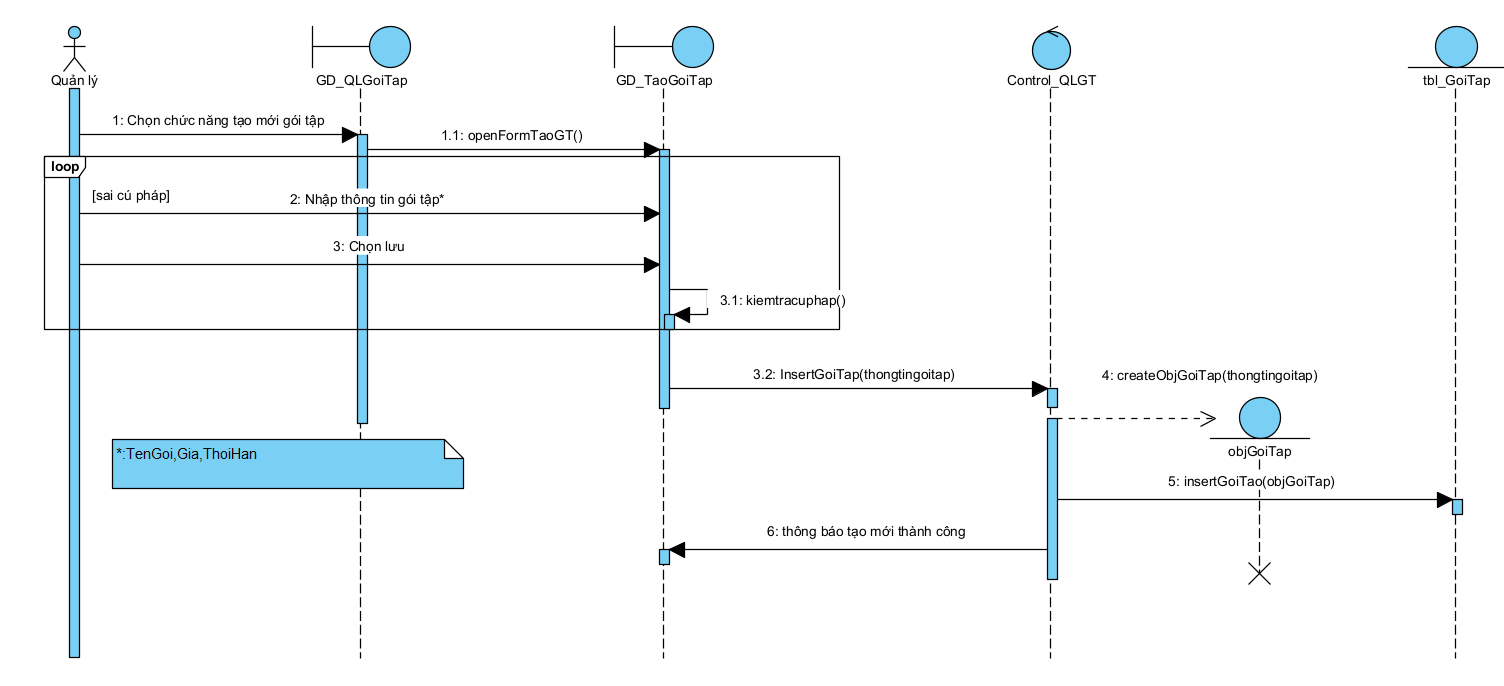 Quản lý
GD_QLGoiTap
GD_TaoGoiTap
Control_QLGT
tbl_GoiTap
1: Chọn chức năng tạo mới gói tập
1.1: openFormTaoGT()
loop
[sai cú pháp]
2: Nhập thông tin gói tập*
3: Chọn lưu
3.1: kiemtracuphap()
3.2: InsertGoiTap(thongtingoitap)
4: createObjGoiTap(thongtingoitap)
objGoiTap
*:TenGoi,Gia,ThoiHan
5: insertGoiTao(objGoiTap)
6: thông báo tạo mới thành công